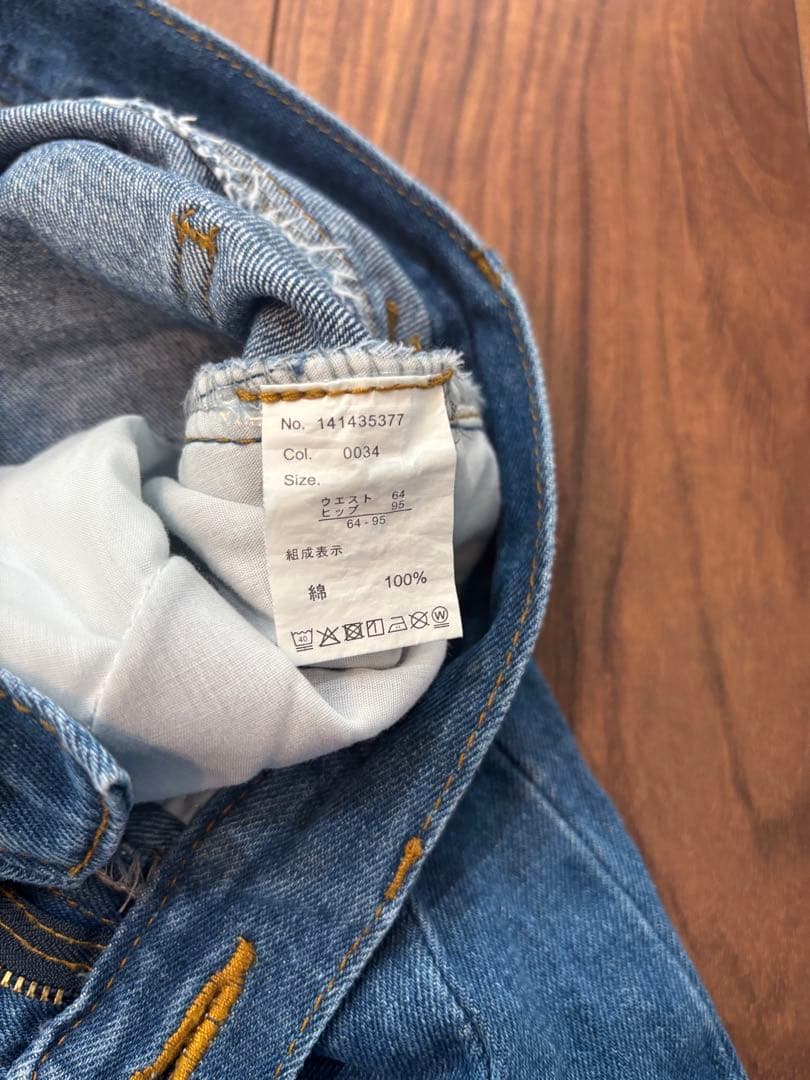 No. 141435377
Col. 0034
Size.
ウエスト 64
ヒップ 95
64-95
組成表示
綿 100%
40 W